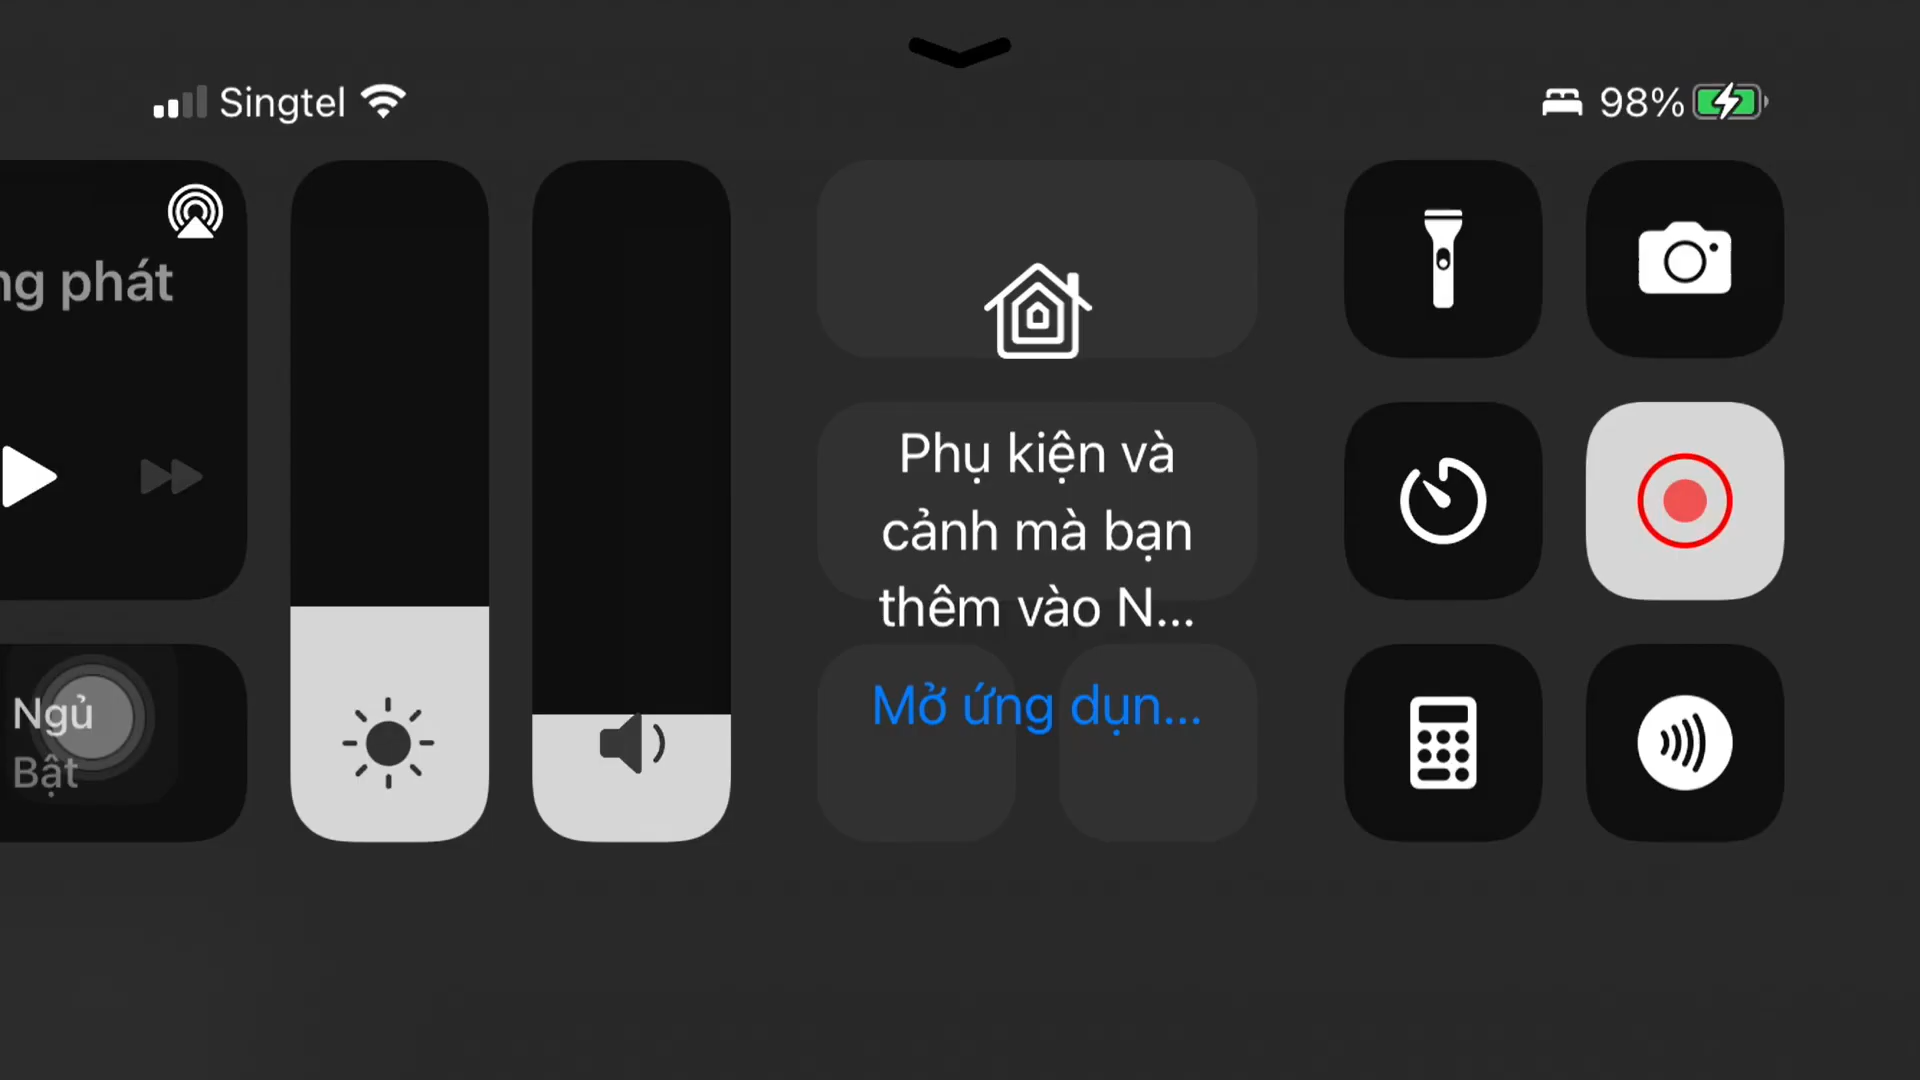 Singtel
98%
ng phát
Phụ kiện và
cảnh mà bạn
thêm vào N...
Mở ứng dụn...
Ngủ
Bật